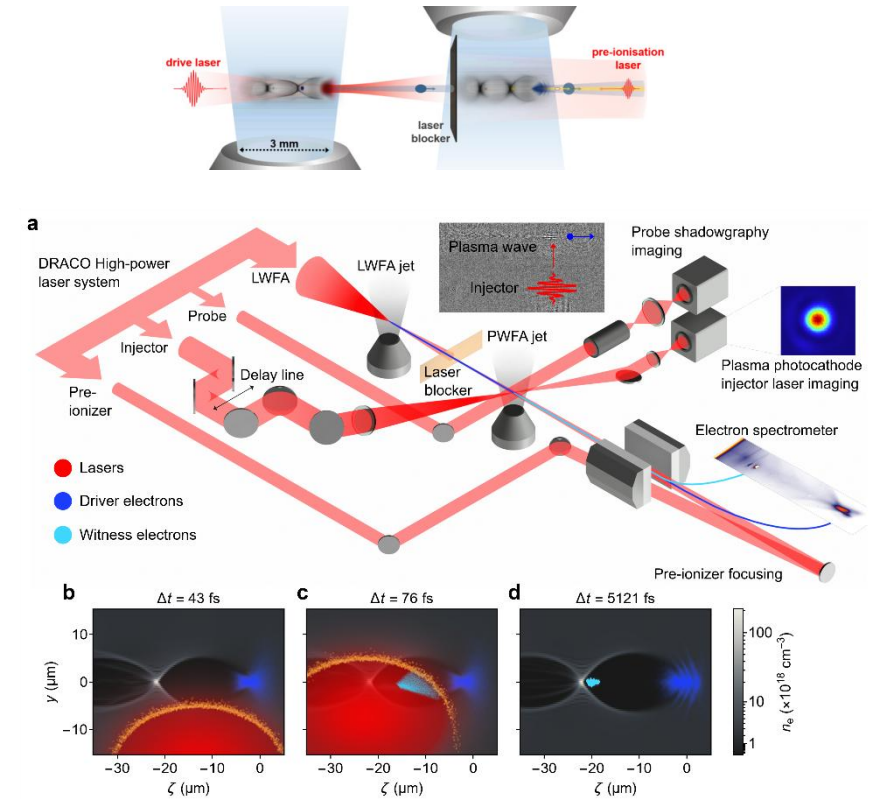 drive laser
pre-ionisation
laser
laser
blocker
3 mm
a
DRACO High-power
laser system
LWFA
LWFA jet
Plasma wave
Injector
Probe shadowgraphy
imaging
Probe
Injector
Delay line
Pre-
ionizer
PWFA jet
Laser
blocker
Plasma photocathode
injector laser imaging
Electron spectrometer
Lasers
Driver electrons
Witness electrons
Pre-ionizer focusing
b
Δt = 43 fs
c
Δt = 76 fs
d
Δt = 5121 fs
10
0
−10
y (μm)
−30 −20 −10 0
ζ (μm)
−30 −20 −10 0
ζ (μm)
−30 −20 −10 0
ζ (μm)
100
10
1
nₑ (×10¹⁸ cm⁻³)